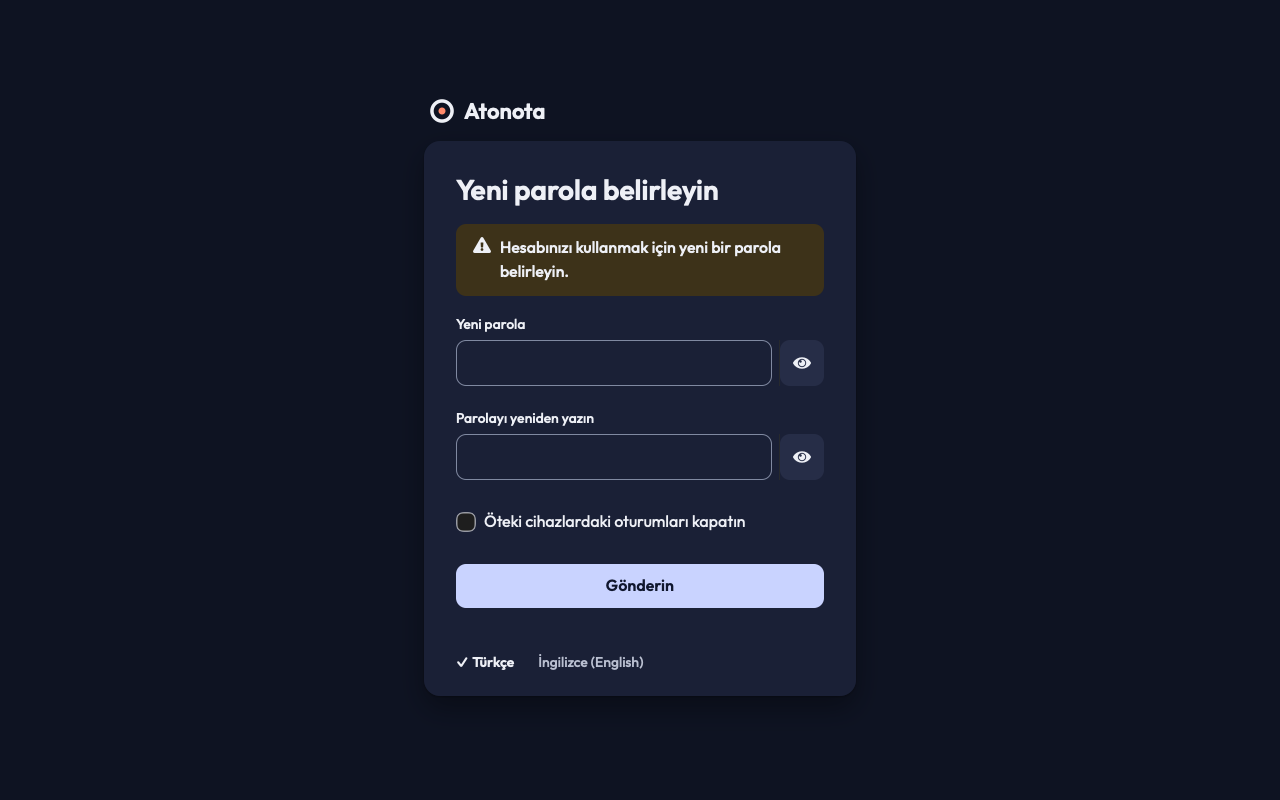 Atonota
Yeni parola belirleyin
Hesabınızı kullanmak için yeni bir parola
belirleyin.
Yeni parola
Parolayı yeniden yazın
Öteki cihazlardaki oturumları kapatın
Gönderin
Türkçe İngilizce (English)